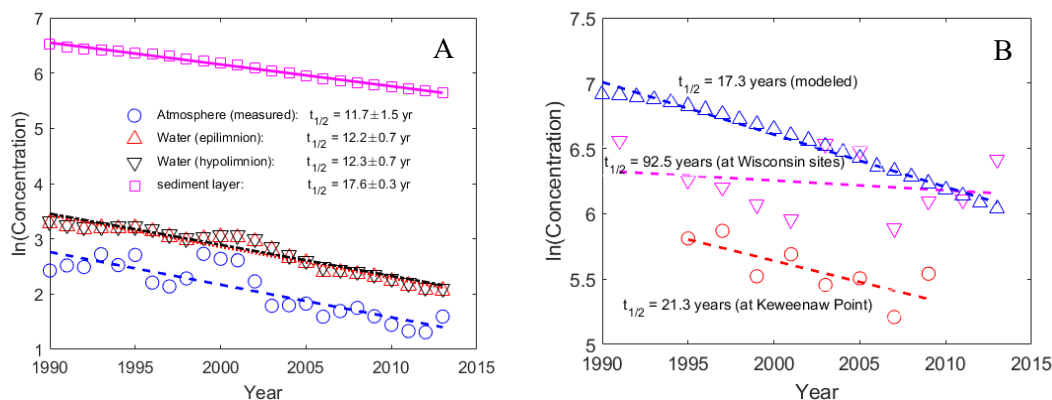 A
7
6
5
4
3
2
1
ln(Concentration)
Atmosphere (measured): t1/2 = 11.7±1.5 yr
Water (epilimnion): t1/2 = 12.2±0.7 yr
Water (hypolimnion): t1/2 = 12.3±0.7 yr
sediment layer: t1/2 = 17.6±0.3 yr
1990 1995 2000 2005 2010 2015
Year
B
7.5
7
6.5
6
5.5
5
ln(Concentration)
t1/2 = 17.3 years (modeled)
t1/2 = 92.5 years (at Wisconsin sites)
t1/2 = 21.3 years (at Keweenaw Point)
1990 1995 2000 2005 2010 2015
Year